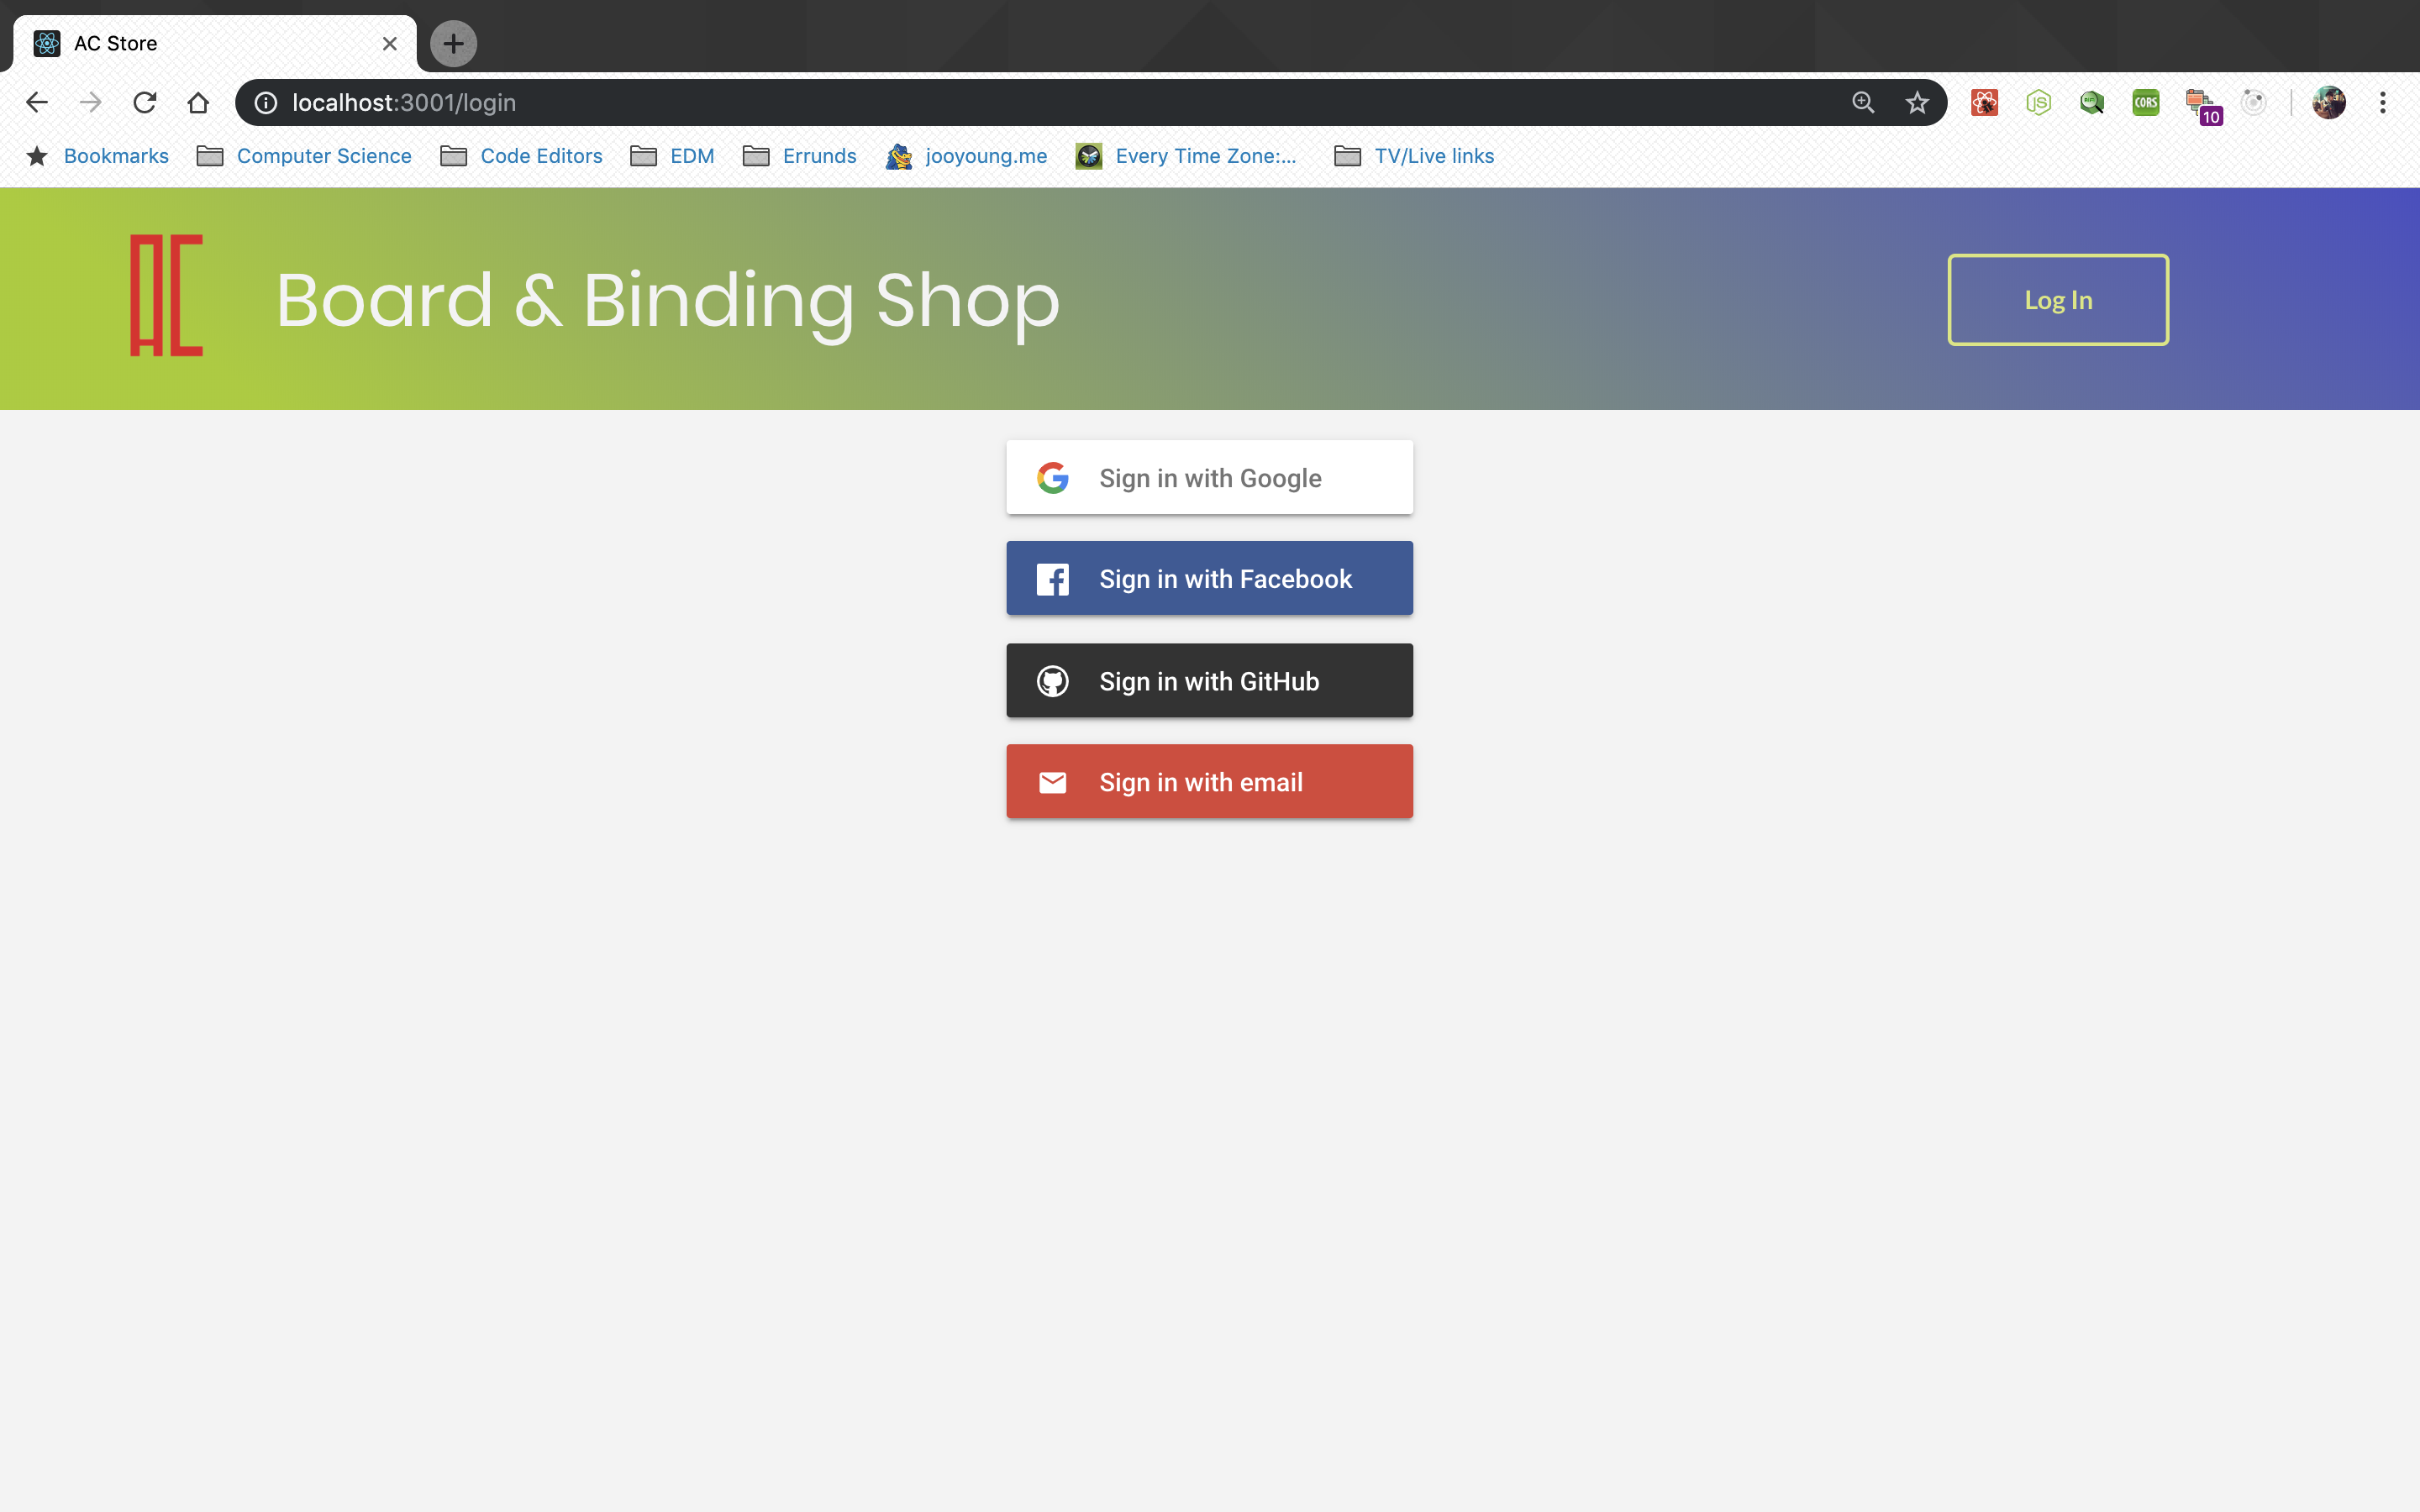 AC Store
localhost:3001/login
JS
CORS
10
Bookmarks
Computer Science
Code Editors
EDM
Errunds
jooyoung.me
Every Time Zone:...
TV/Live links
AC
Board & Binding Shop
Log In
Sign in with Google
Sign in with Facebook
Sign in with GitHub
Sign in with email